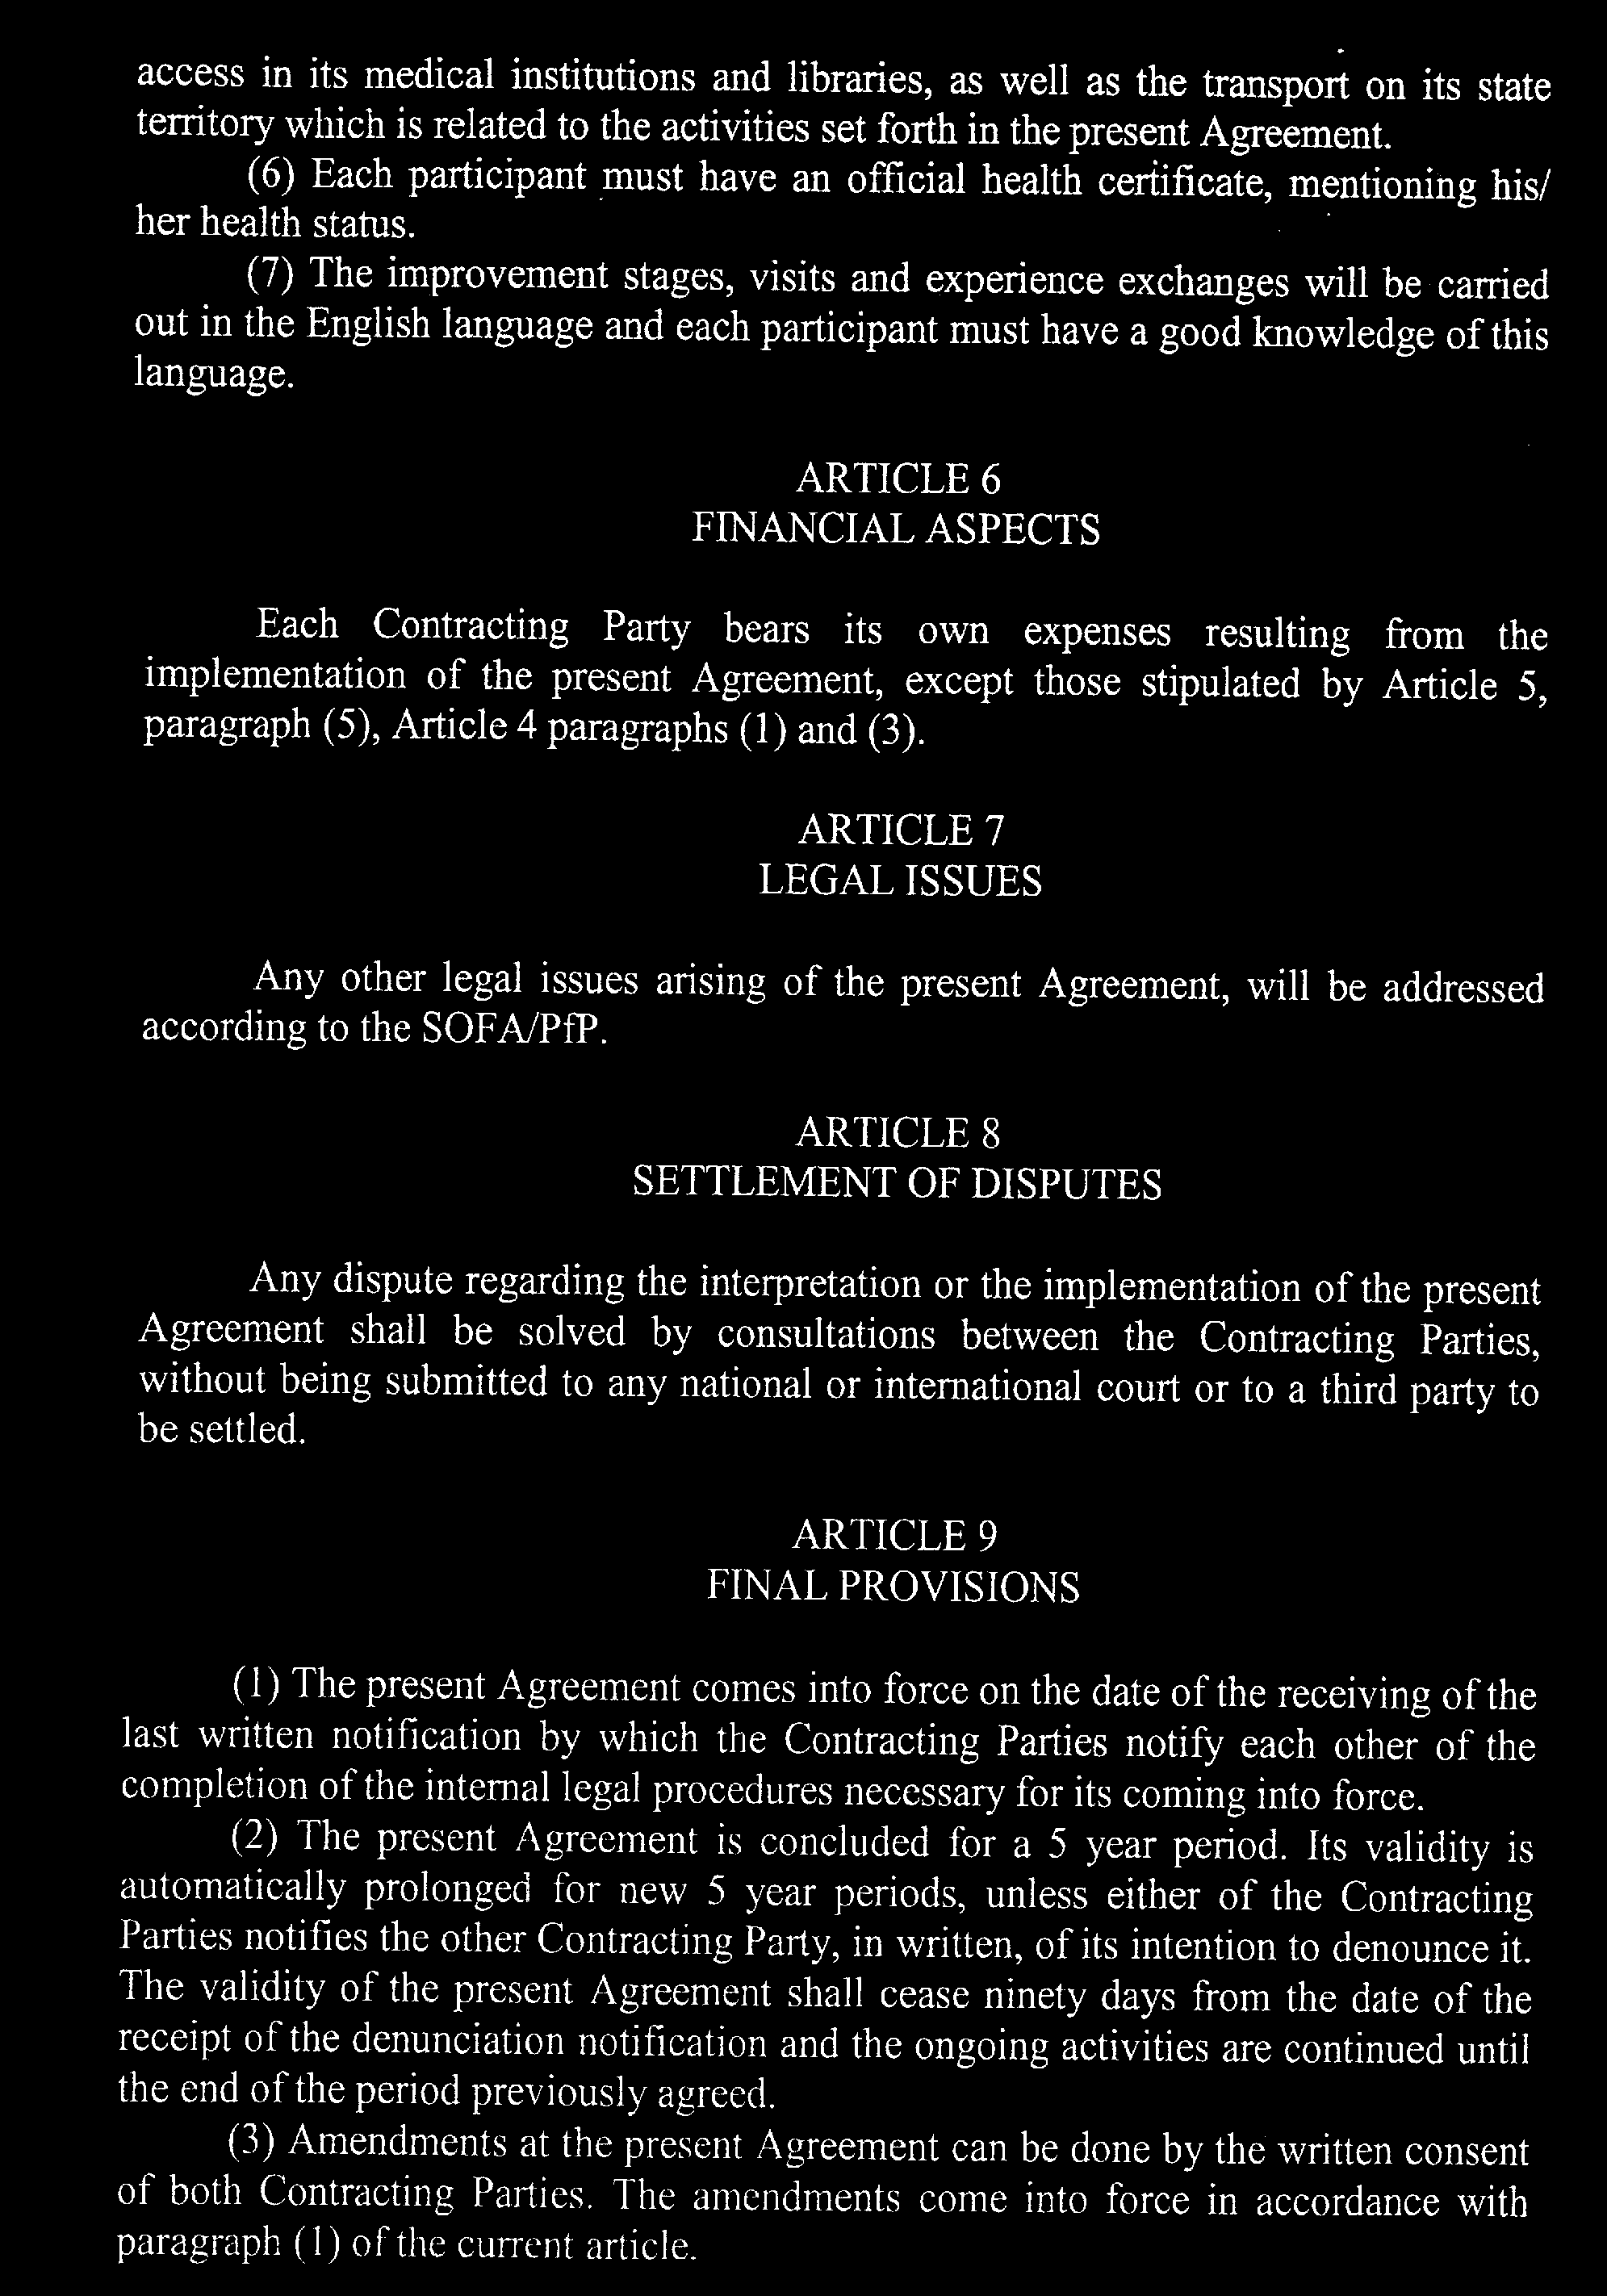 access in its medical institutions and libraries, as well as the transport on its state
territory which is related to the activities set forth in the present Agreement.
(6) Each participant must have an official health certificate, mentioning his/
her health status.
(7) The improvement stages, visits and experience exchanges will be carried
out in the English language and each participant must have a good knowledge of this
language.
ARTICLE 6
FINANCIAL ASPECTS
Each Contracting Party bears its own expenses resulting from the
implementation of the present Agreement, except those stipulated by Article 5,
paragraph (5), Article 4 paragraphs (1) and (3).
ARTICLE 7
LEGAL ISSUES
Any other legal issues arising of the present Agreement, will be addressed
according to the SOFA/PfP.
ARTICLE 8
SETTLEMENT OF DISPUTES
Any dispute regarding the interpretation or the implementation of the present
Agreement shall be solved by consultations between the Contracting Parties,
without being submitted to any national or international court or to a third party to
be settled.
ARTICLE 9
FINAL PROVISIONS
(1) The present Agreement comes into force on the date of the receiving of the
last written notification by which the Contracting Parties notify each other of the
completion of the internal legal procedures necessary for its coming into force.
(2) The present Agreement is concluded for a 5 year period. Its validity is
automatically prolonged for new 5 year periods, unless either of the Contracting
Parties notifies the other Contracting Party, in written, of its intention to denounce it.
The validity of the present Agreement shall cease ninety days from the date of the
receipt of the denunciation notification and the ongoing activities are continued until
the end of the period previously agreed.
(3) Amendments at the present Agreement can be done by the written consent
of both Contracting Parties. The amendments come into force in accordance with
paragraph (1) of the current article.